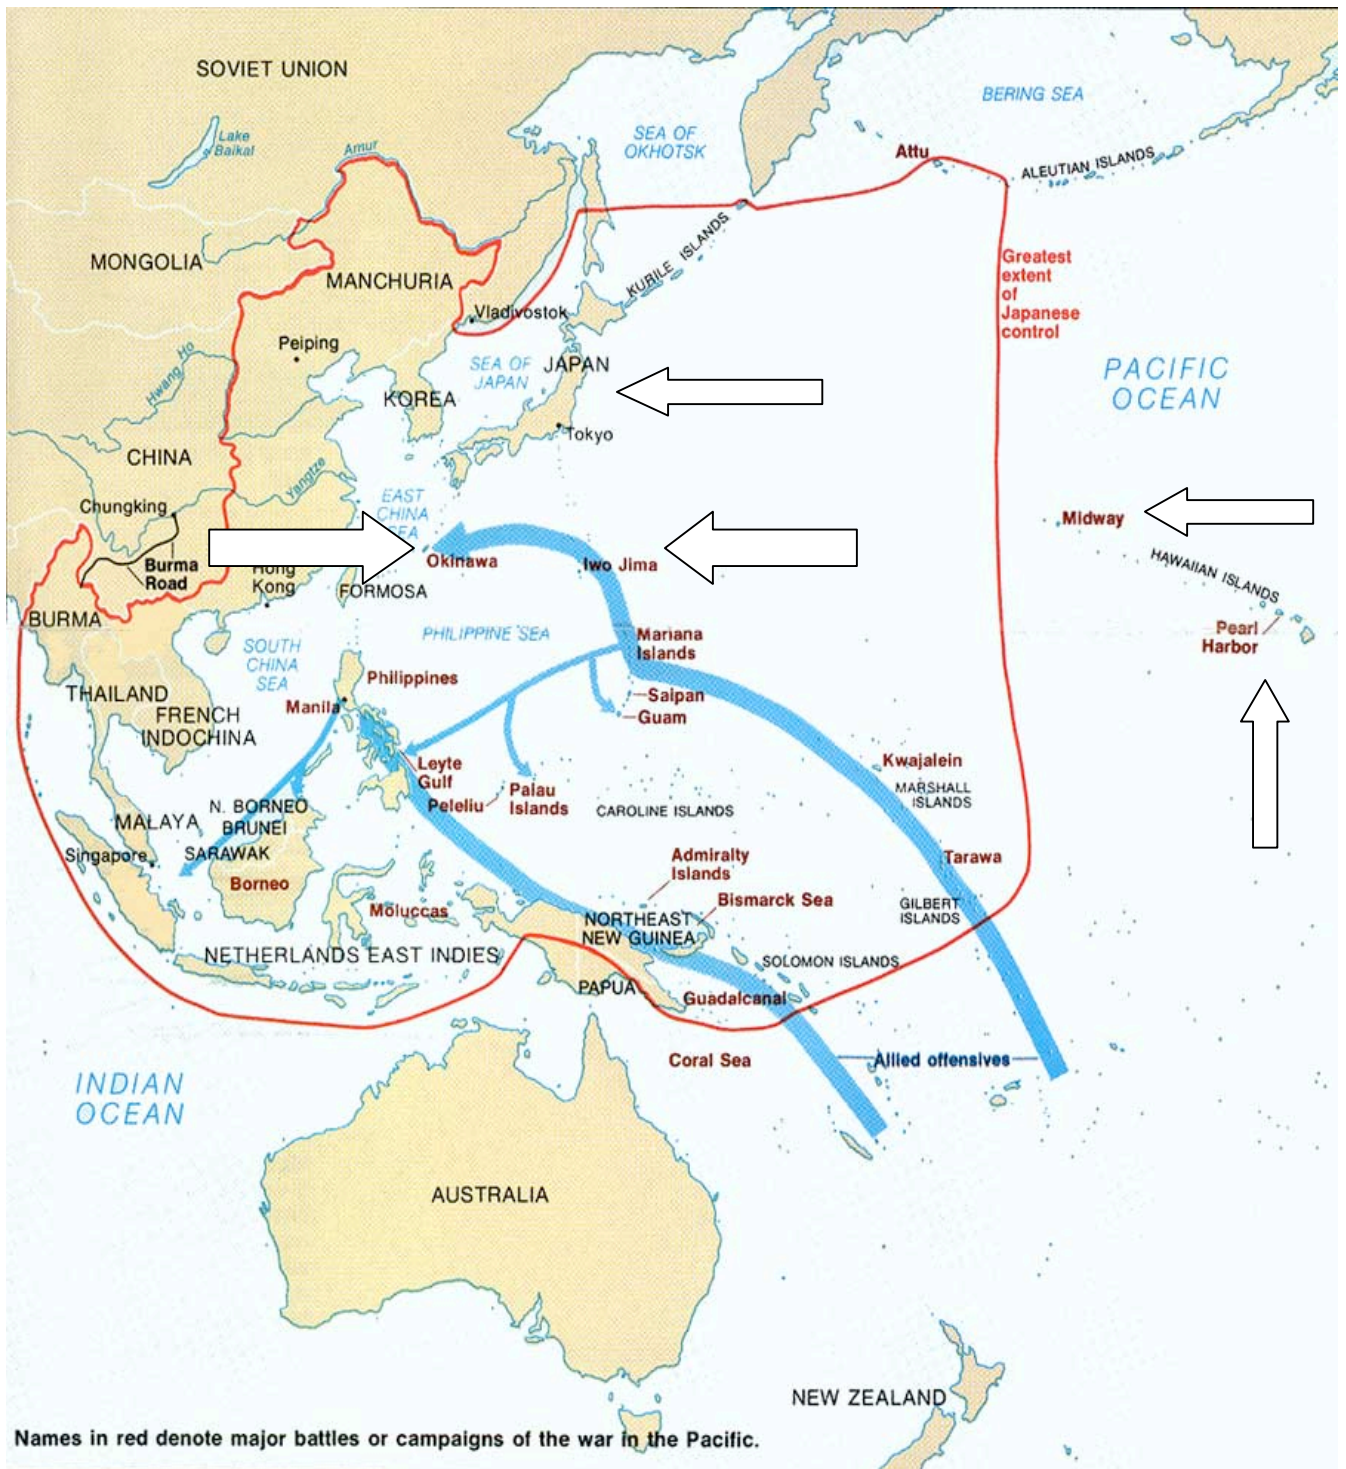 SOVIET UNION
BERING SEA
Lake
Baikal
Amur
SEA OF
OKHOTSK
Attu
ALEUTIAN ISLANDS
MONGOLIA
MANCHURIA
KURILE ISLANDS
Greatest
extent
of
Japanese
control
Vladivostok
Peiping
Hwang Ho
SEA OF
JAPAN
JAPAN
PACIFIC
OCEAN
KOREA
Tokyo
CHINA
Yangtze
Chungking
EAST
CHINA
SEA
Midway
Burma
Road
Hong
Kong
Okinawa
Iwo Jima
HAWAIIAN ISLANDS
FORMOSA
BURMA
PHILIPPINE SEA
Mariana
Islands
Pearl
Harbor
SOUTH
CHINA
SEA
Philippines
THAILAND
Manila
Saipan
Guam
FRENCH
INDOCHINA
Leyte
Gulf
Kwajalein
Peleliu
Palau
Islands
MARSHALL
ISLANDS
N. BORNEO
BRUNEI
CAROLINE ISLANDS
MALAYA
Singapore
SARAWAK
Admiralty
Islands
Tarawa
Borneo
Bismarck Sea
Moluccas
GILBERT
ISLANDS
NORTHEAST
NEW GUINEA
NETHERLANDS EAST INDIES
SOLOMON ISLANDS
PAPUA
Guadalcanal
Coral Sea
Allied offensives
INDIAN
OCEAN
AUSTRALIA
NEW ZEALAND
Names in red denote major battles or campaigns of the war in the Pacific.